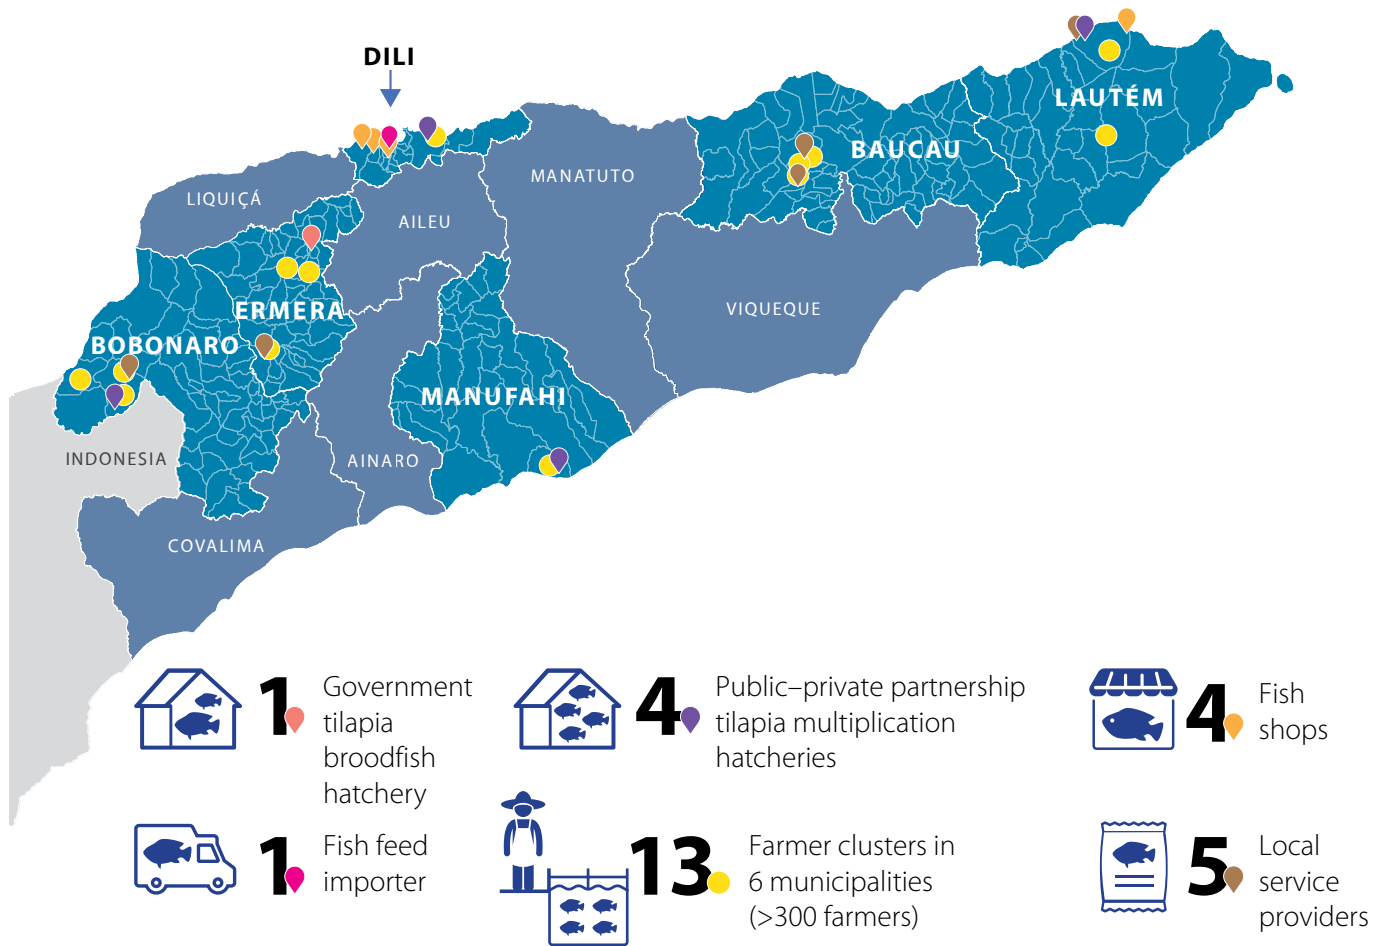 DILI
LAUTÉM
BAUCAU
MANATUTO
LIQUIÇÁ
AILEU
VIQUEQUE
ERMERA
BOBONARO
MANUFAHI
INDONESIA
AINARO
COVALIMA
1
Government
tilapia
broodfish
hatchery
4
Public–private partnership
tilapia multiplication
hatcheries
4
Fish
shops
1
Fish feed
importer
13
Farmer clusters in
6 municipalities
(>300 farmers)
5
Local
service
providers